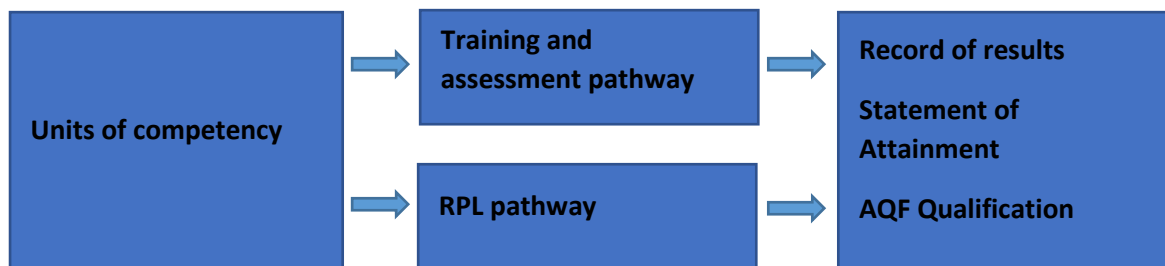 Units of competency
Training and
assessment pathway
RPL pathway
Record of results
Statement of
Attainment
AQF Qualification